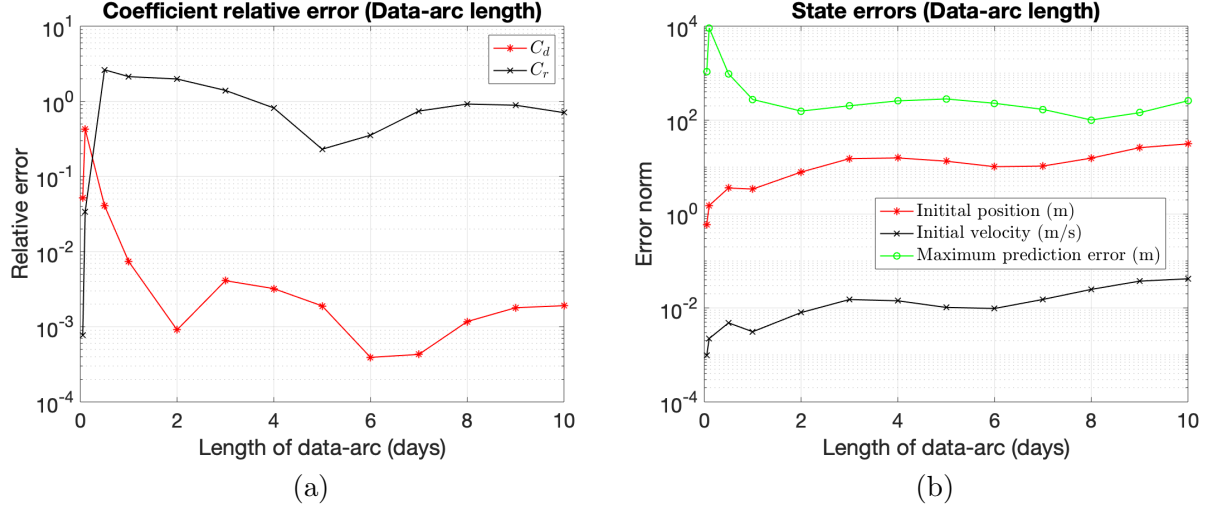 Coefficient relative error (Data-arc length)
10^1
10^0
10^-1
10^-2
10^-3
10^-4
Relative error
C_d
C_r
0 2 4 6 8 10
Length of data-arc (days)
(a)
State errors (Data-arc length)
10^4
10^2
10^0
10^-2
10^-4
Error norm
Initital position (m)
Initial velocity (m/s)
Maximum prediction error (m)
0 2 4 6 8 10
Length of data-arc (days)
(b)